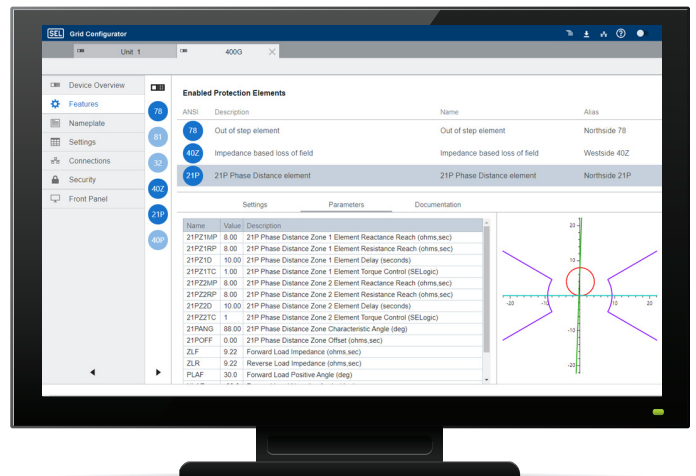 SEL Grid Configurator
Unit 1
400G
Device Overview
Features
Nameplate
Settings
Connections
Security
Front Panel
78
81
32
40Z
21P
40P
Enabled Protection Elements
ANSI Description Name Alias
78 Out of step element Out of step element Northside 78
40Z Impedance based loss of field Impedance based loss of field Westside 40Z
21P 21P Phase Distance element 21P Phase Distance element Northside 21P
Settings Parameters Documentation
Name Value Description
21PZ1MP 8.00 21P Phase Distance Zone 1 Element Reactance Reach (ohms,sec)
21PZ1RP 8.00 21P Phase Distance Zone 1 Element Resistance Reach (ohms,sec)
21PZ1D 10.00 21P Phase Distance Zone 1 Element Delay (seconds)
21PZ1TC 1.00 21P Phase Distance Zone 1 Element Torque Control (SELogic)
21PZ2MP 8.00 21P Phase Distance Zone 2 Element Reactance Reach (ohms,sec)
21PZ2RP 8.00 21P Phase Distance Zone 2 Element Resistance Reach (ohms,sec)
21PZ2D 10.00 21P Phase Distance Zone 2 Element Delay (seconds)
21PZ2TC 1 21P Phase Distance Zone 2 Element Torque Control (SELogic)
21PANG 88.00 21P Phase Distance Zone Characteristic Angle (deg)
21POFF 0.00 21P Phase Distance Zone Offset (ohms,sec)
ZLF 9.22 Forward Load Impedance (ohms,sec)
ZLR 9.22 Reverse Load Impedance (ohms,sec)
PLAF 30.0 Forward Load Positive Angle (deg)
20
10
-20 -10 10 20
-10
-20